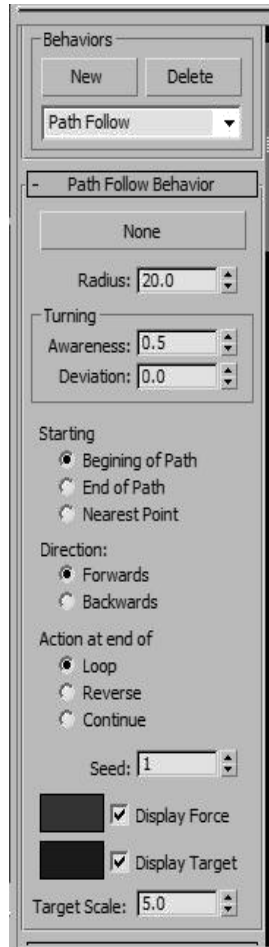 Behaviors
New Delete
Path Follow
- Path Follow Behavior
None
Radius: 20.0
Turning
Awareness: 0.5
Deviation: 0.0
Starting
Begining of Path
End of Path
Nearest Point
Direction:
Forwards
Backwards
Action at end of
Loop
Reverse
Continue
Seed: 1
Display Force
Display Target
Target Scale: 5.0